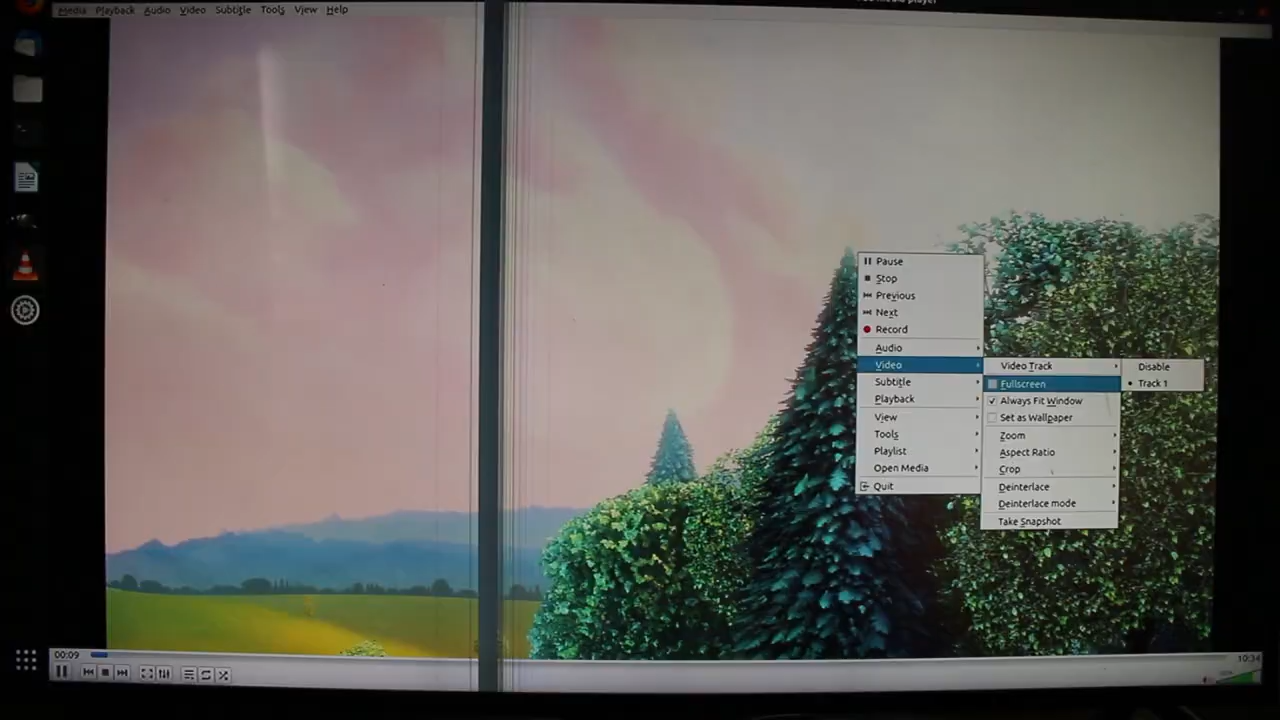 Media Playback Audio Video Subtitle Tools View Help
media player
Pause
Stop
Previous
Next
Record
Audio
Video
Subtitle
Playback
View
Tools
Playlist
Open Media
Quit
Video Track
Fullscreen
Always Fit Window
Set as Wallpaper
Zoom
Aspect Ratio
Crop
Deinterlace
Deinterlace mode
Take Snapshot
Disable
Track 1
00:09
10:34